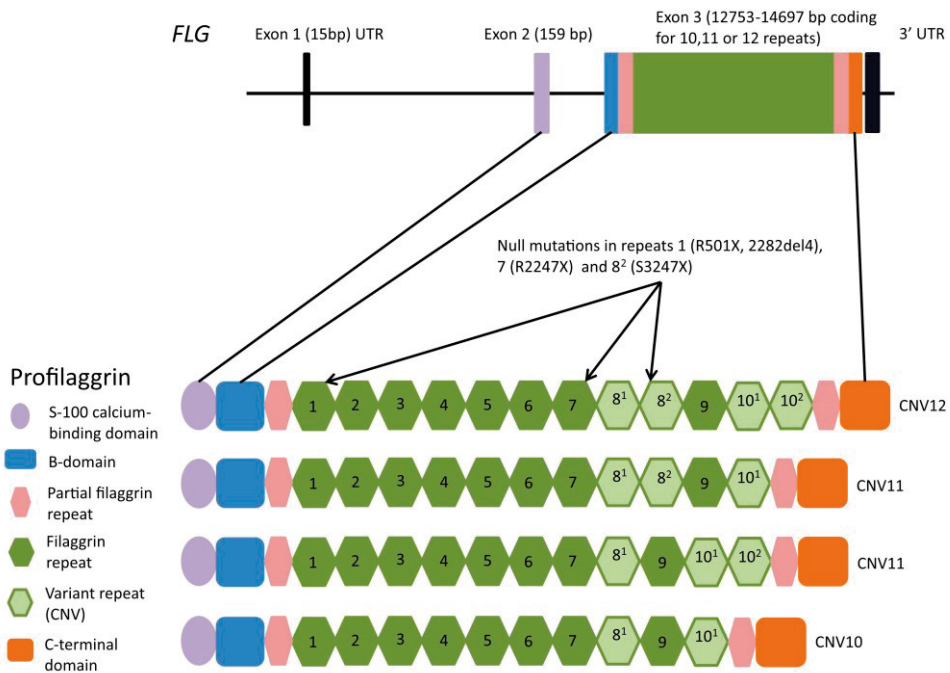 FLG
Exon 1 (15bp) UTR
Exon 2 (159 bp)
Exon 3 (12753-14697 bp coding
for 10,11 or 12 repeats)
3’ UTR
Null mutations in repeats 1 (R501X, 2282del4),
7 (R2247X) and 8² (S3247X)
Profilaggrin
S-100 calcium-
binding domain
B-domain
Partial filaggrin
repeat
Filaggrin
repeat
Variant repeat
(CNV)
C-terminal
domain
1 2 3 4 5 6 7 8¹ 8² 9 10¹ 10² CNV12
1 2 3 4 5 6 7 8¹ 8² 9 10¹ CNV11
1 2 3 4 5 6 7 8¹ 9 10¹ 10² CNV11
1 2 3 4 5 6 7 8¹ 9 10¹ CNV10